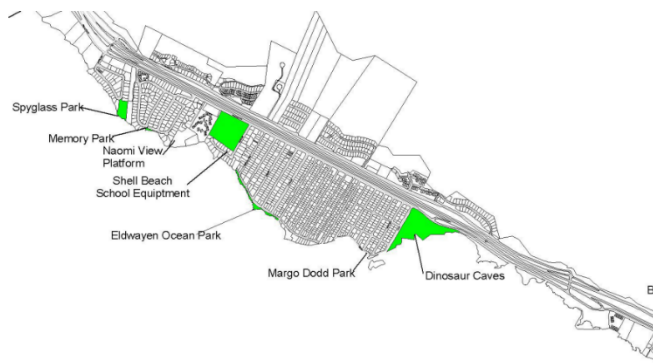 Spyglass Park
Memory Park
Naomi View
Platform
Shell Beach
School Equiptment
Eldwayen Ocean Park
Margo Dodd Park
Dinosaur Caves
B